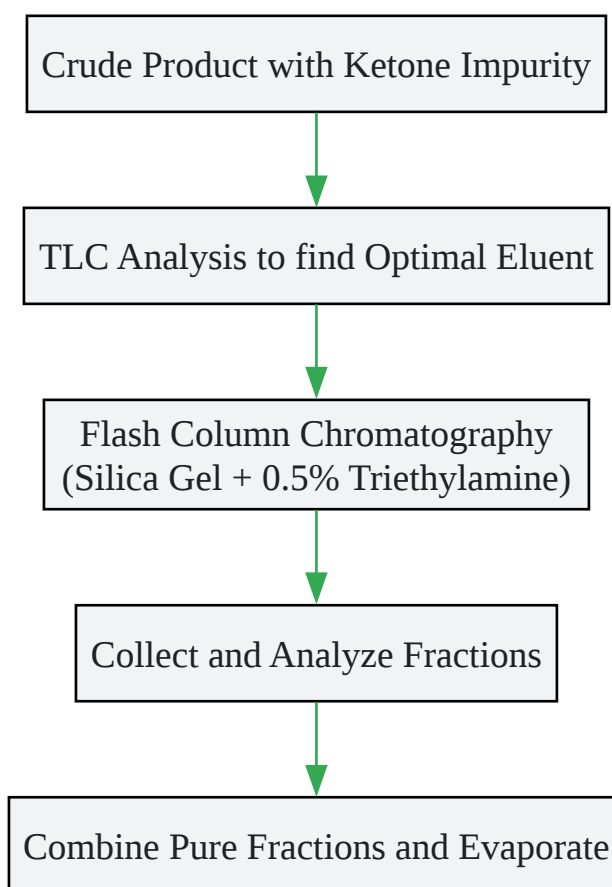 Crude Product with Ketone Impurity
TLC Analysis to find Optimal Eluent
Flash Column Chromatography
(Silica Gel + 0.5% Triethylamine)
Collect and Analyze Fractions
Combine Pure Fractions and Evaporate